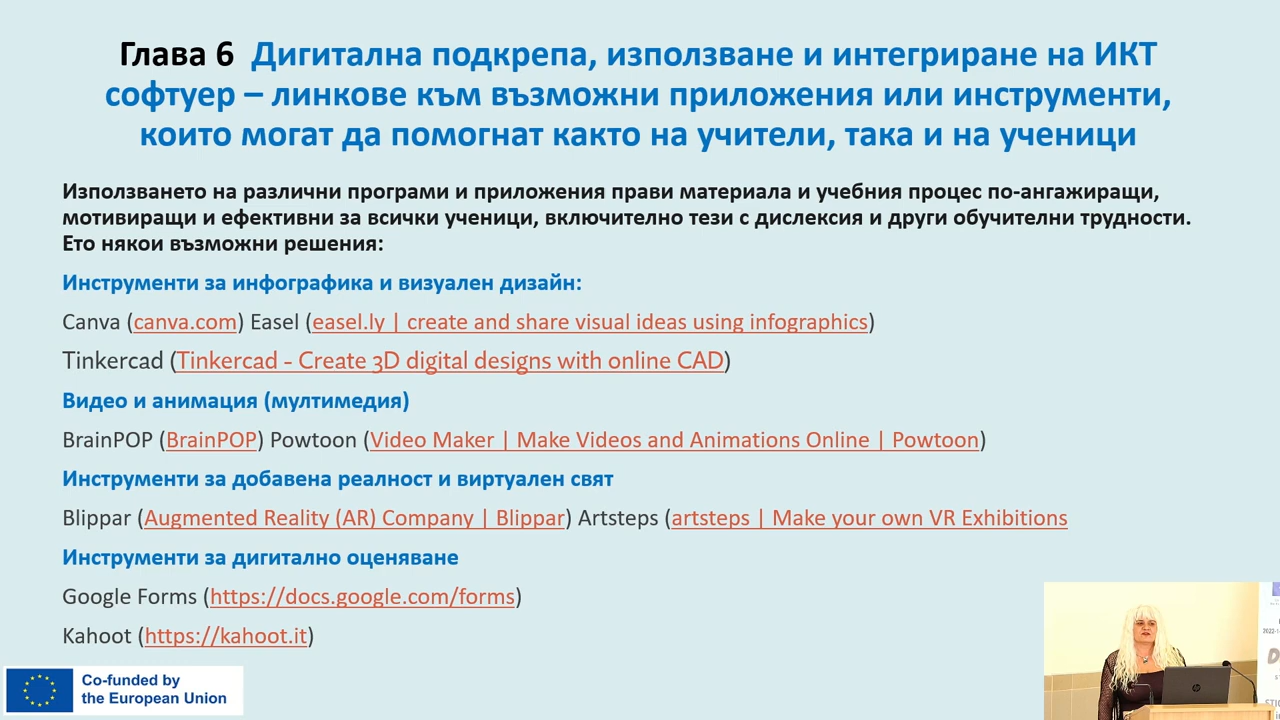 Глава 6 Дигитална подкрепа, използване и интегриране на ИКТ
софтуер – линкове към възможни приложения или инструменти,
които могат да помогнат както на учители, така и на ученици
Използването на различни програми и приложения прави материала и учебния процес по-ангажиращи,
мотивиращи и ефективни за всички ученици, включително тези с дислексия и други обучителни трудности.
Ето някои възможни решения:
Инструменти за инфографика и визуален дизайн:
Canva (canva.com) Easel (easel.ly | create and share visual ideas using infographics)
Tinkercad (Tinkercad - Create 3D digital designs with online CAD)
Видео и анимация (мултимедия)
BrainPOP (BrainPOP) Powtoon (Video Maker | Make Videos and Animations Online | Powtoon)
Инструменти за добавена реалност и виртуален свят
Blippar (Augmented Reality (AR) Company | Blippar) Artsteps (artsteps | Make your own VR Exhibitions
Инструменти за дигитално оценяване
Google Forms (https://docs.google.com/forms)
Kahoot (https://kahoot.it)
Co-funded by
the European Union
hp